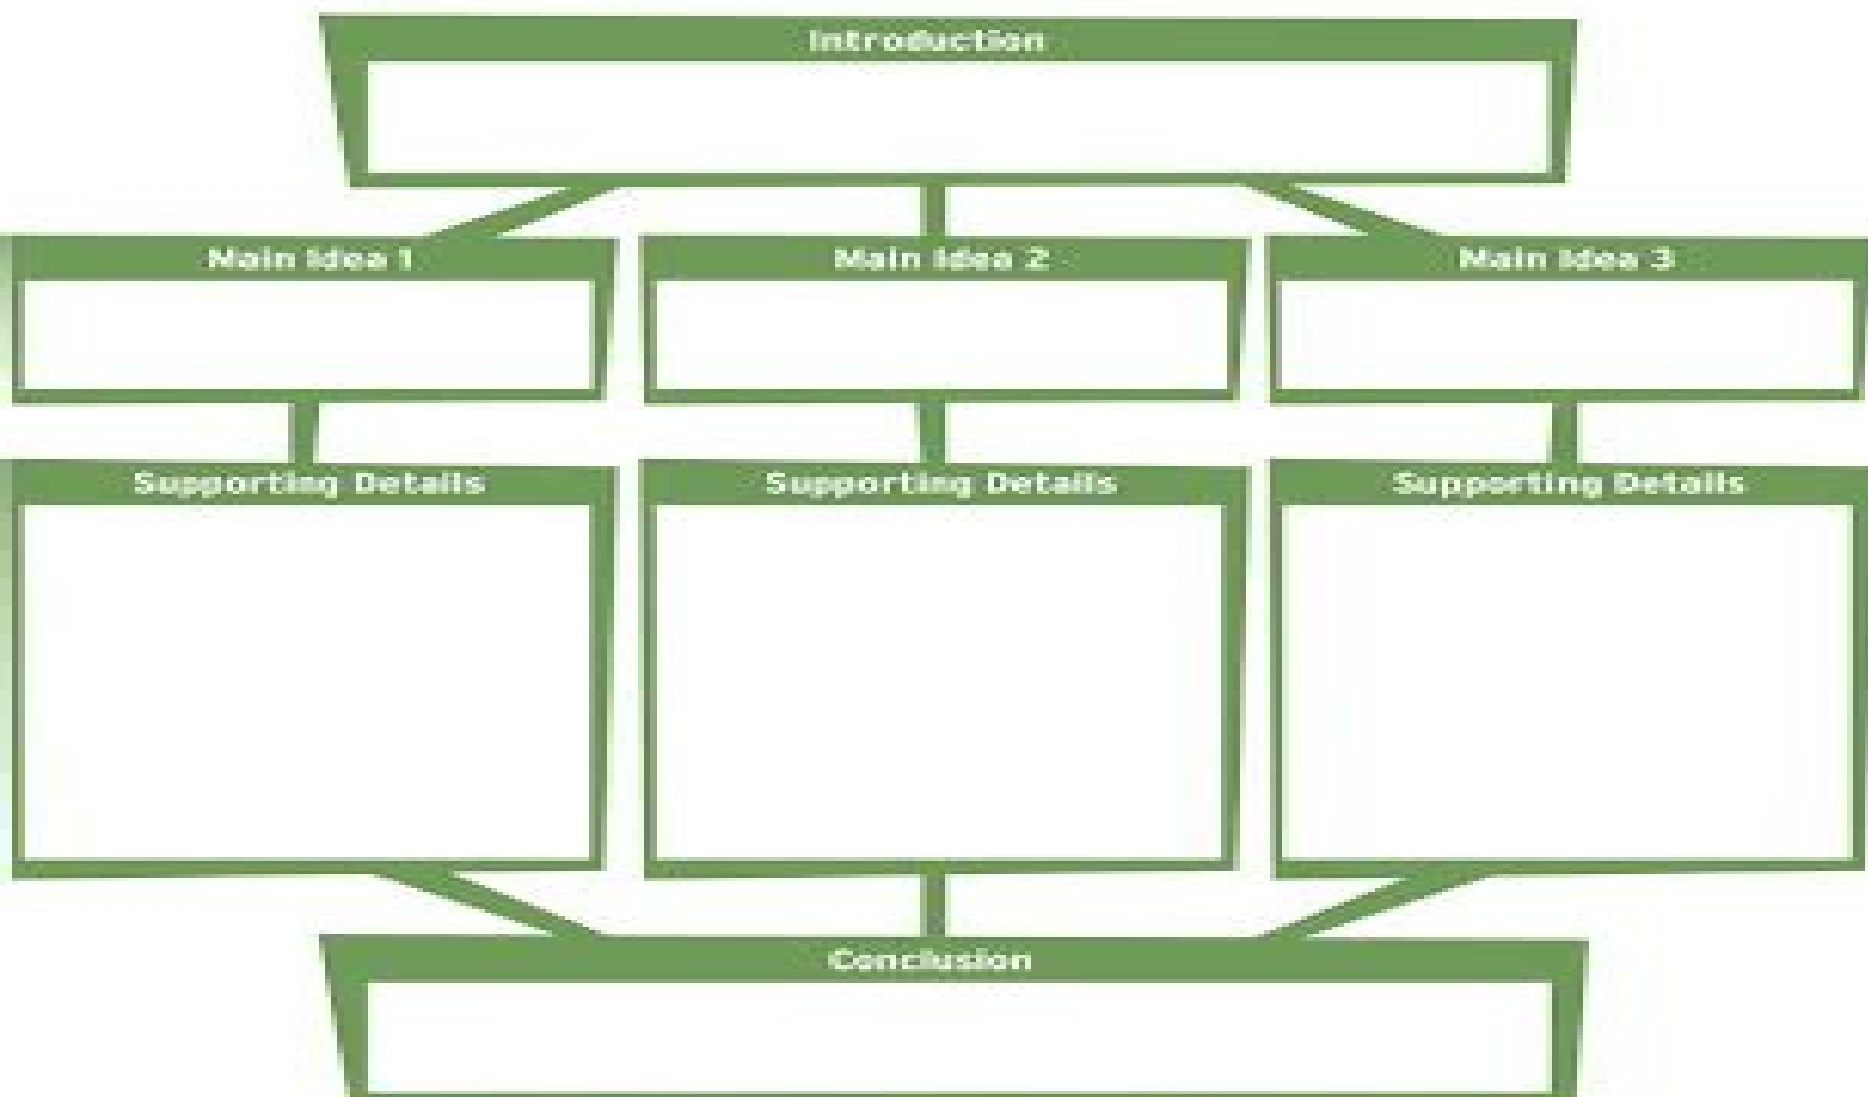 Introduction
Main Idea 1
Main Idea 2
Main Idea 3
Supporting Details
Supporting Details
Supporting Details
Conclusion